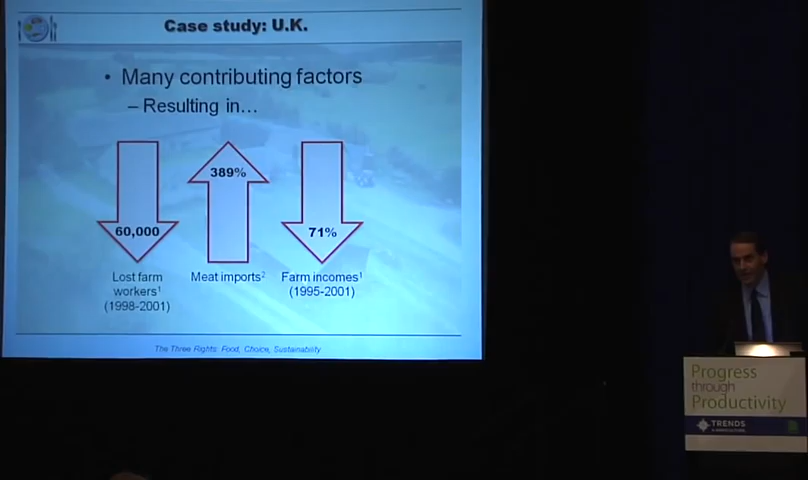 Case study: U.K.
• Many contributing factors
– Resulting in…
60,000
389%
71%
Lost farm
workers¹
(1998-2001)
Meat imports²
Farm incomes¹
(1995-2001)
The Three Rights: Food, Choice, Sustainability
Progress
through
Productivity
TRENDS